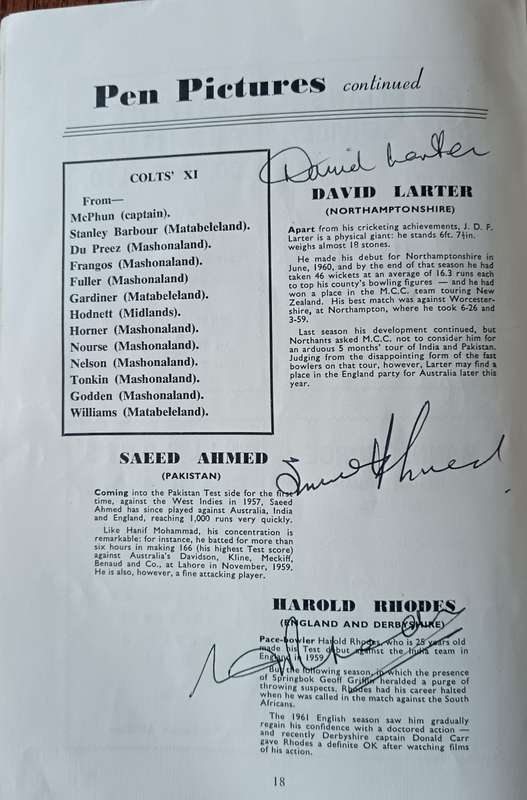 Pen Pictures continued
COLTS' XI
From—
McPhun (captain).
Stanley Barbour (Matabeleland).
Du Preez (Mashonaland).
Frangos (Mashonaland).
Fuller (Mashonaland)
Gardiner (Matabeleland).
Hodnett (Midlands).
Horner (Mashonaland).
Nourse (Mashonaland).
Nelson (Mashonaland).
Tonkin (Mashonaland).
Godden (Mashonaland).
Williams (Matabeleland).
David Larter
DAVID LARTER
(NORTHAMPTONSHIRE)
Apart from his cricketing achievements, J. D. F.
Larter is a physical giant: he stands 6ft. 7½in.
weighs almost 18 stones.
He made his debut for Northamptonshire in
June, 1960, and by the end of that season he had
taken 46 wickets at an average of 16.3 runs each
to top his county's bowling figures — and he had
won a place in the M.C.C. team touring New
Zealand. His best match was against Worcester-
shire, at Northampton, where he took 6-26 and
3-59.
Last season his development continued, but
Northants asked M.C.C. not to consider him for
an arduous 5 months' tour of India and Pakistan.
Judging from the disappointing form of the fast
bowlers on that tour, however, Larter may find a
place in the England party for Australia later this
year.
SAEED AHMED
(PAKISTAN)
Coming into the Pakistan Test side for the first
time, against the West Indies in 1957, Saeed
Ahmed has since played against Australia, India
and England, reaching 1,000 runs very quickly.
Like Hanif Mohammad, his concentration is
remarkable: for instance, he batted for more than
six hours in making 166 (his highest Test score)
against Australia's Davidson, Kline, Meckiff,
Benaud and Co., at Lahore in November, 1959.
He is also, however, a fine attacking player.
Saeed Ahmed
HAROLD RHODES
(ENGLAND AND DERBYSHIRE)
Pace-bowler Harold Rhodes, who is 25 years old
made his Test debut against the India team in
England in 1959.
But the following season, in which the presence
of Springbok Geoff Griffin heralded a purge of
throwing suspects, Rhodes had his career halted
when he was called in the match against the South
Africans.
The 1961 English season saw him gradually
regain his confidence with a doctored action —
and recently Derbyshire captain Donald Carr
gave Rhodes a definite OK after watching films
of his action.
18